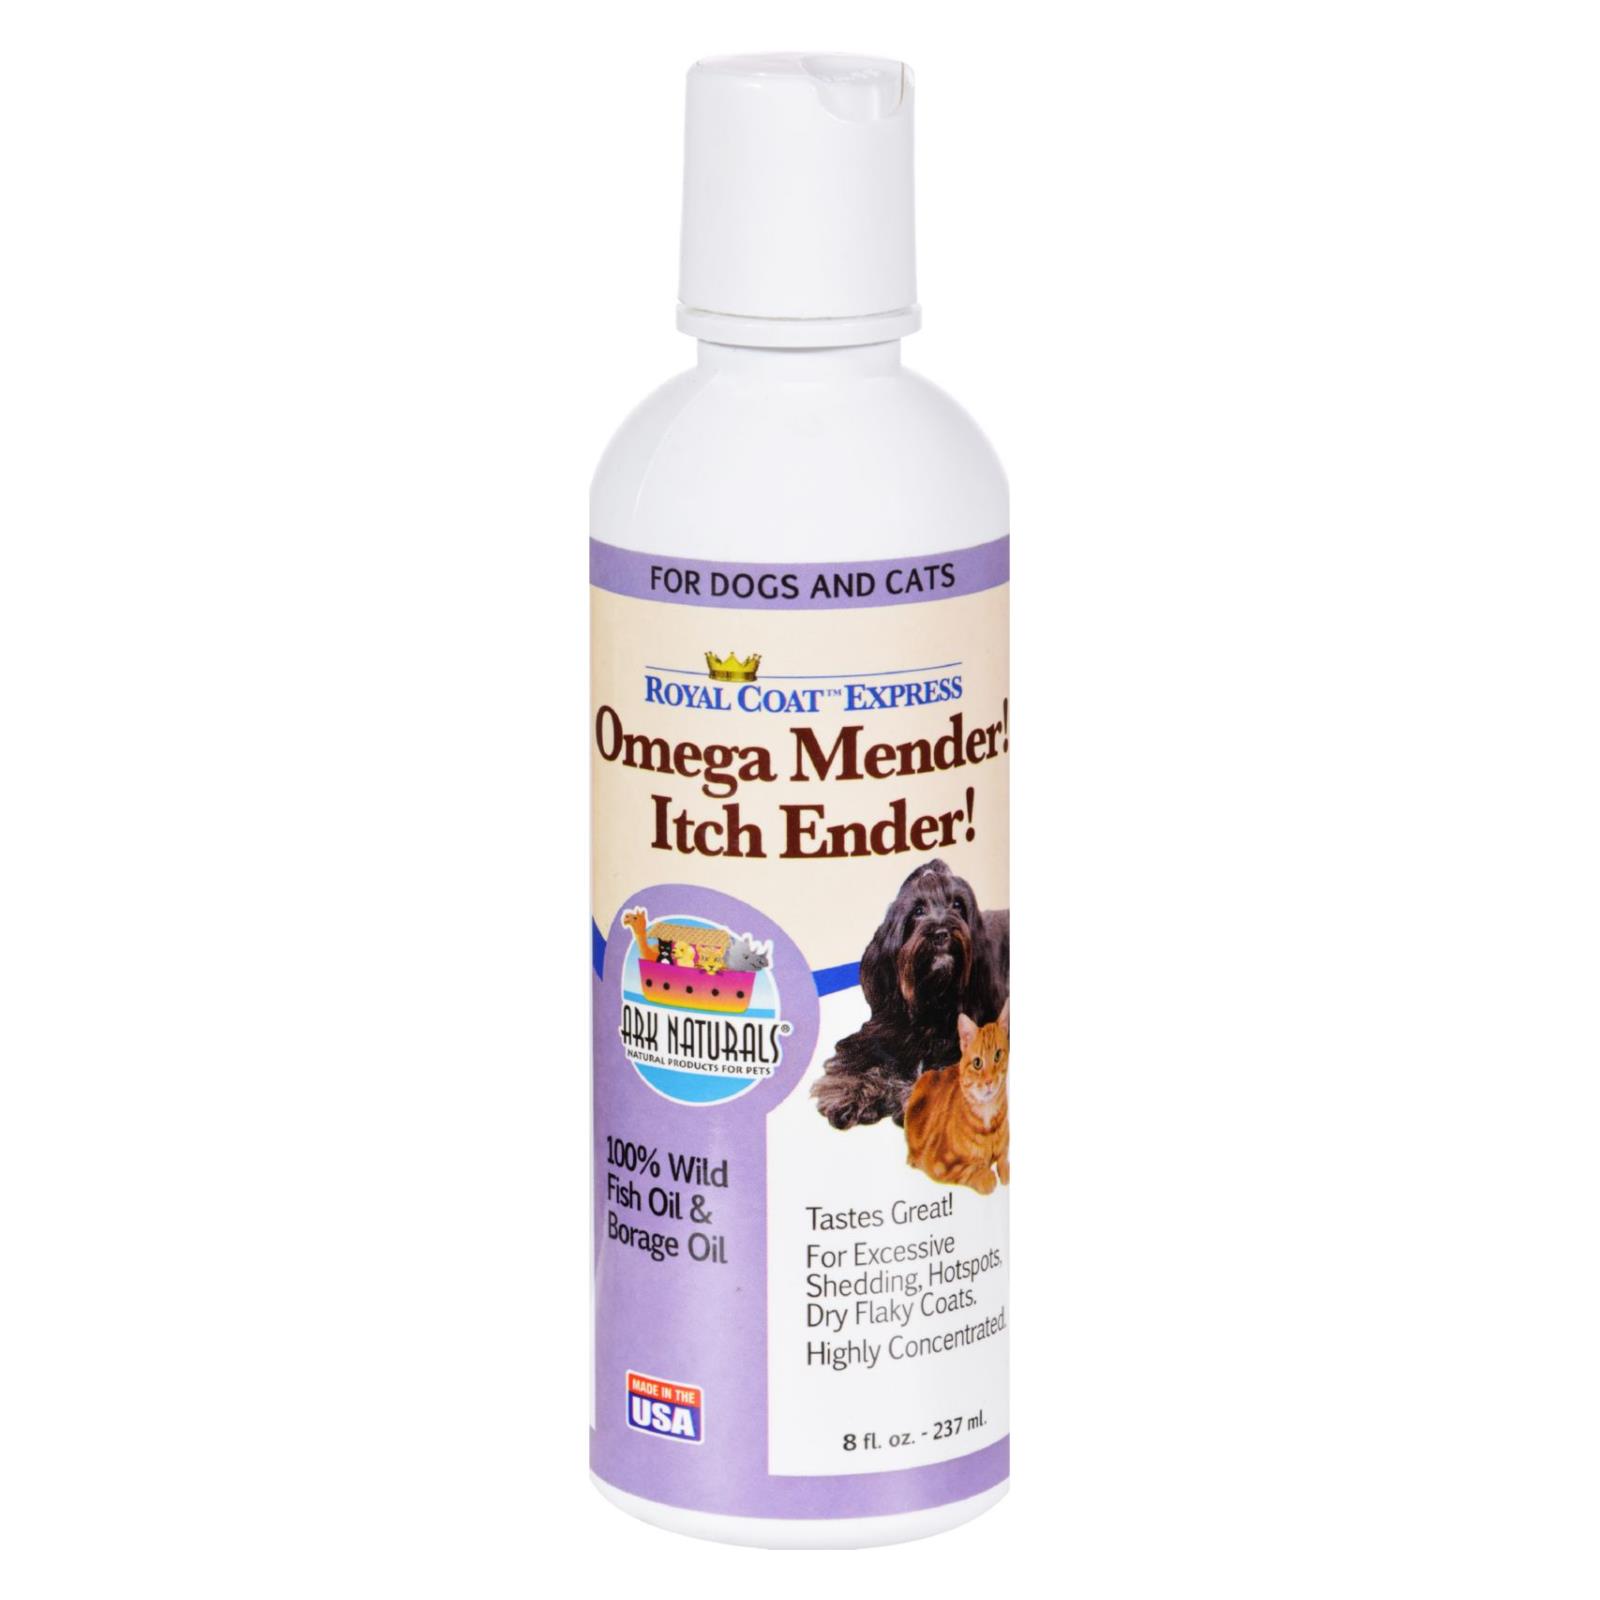 FOR DOGS AND CATS
ROYAL COAT™ EXPRESS
Omega Mender!
Itch Ender!
ARK NATURALS®
NATURAL PRODUCTS FOR PETS
100% Wild
Fish Oil &
Borage Oil
Tastes Great!
For Excessive
Shedding, Hotspots,
Dry Flaky Coats.
Highly Concentrated.
MADE IN THE
USA
8 fl. oz. - 237 ml.